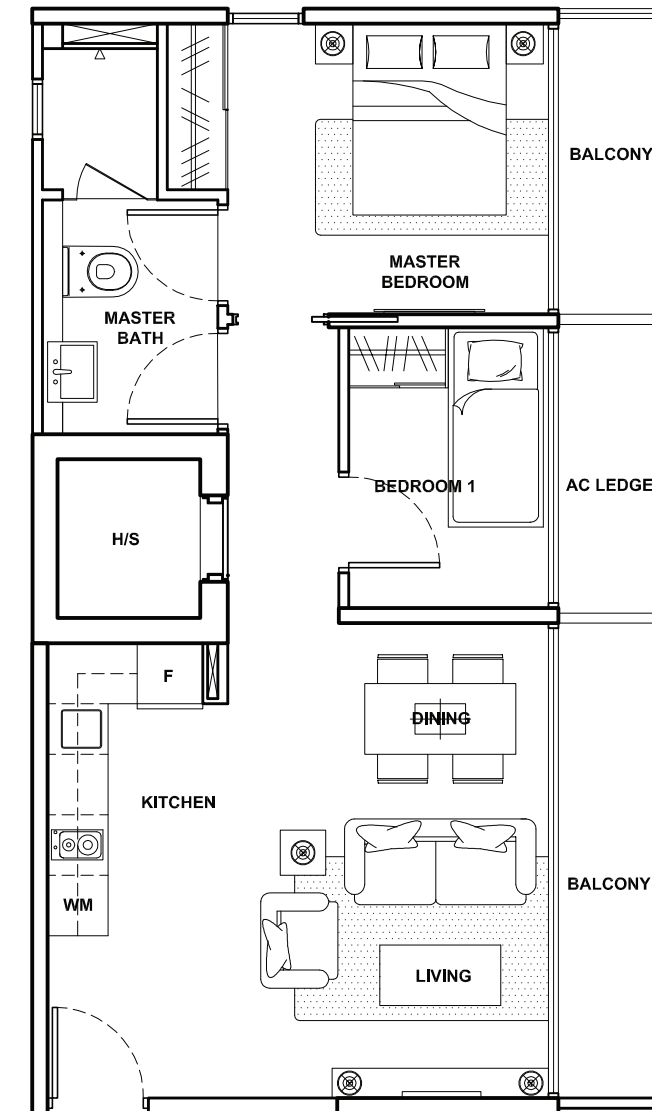 BALCONY
MASTER
BEDROOM
MASTER
BATH
BEDROOM 1
AC LEDGE
H/S
F
DINING
KITCHEN
BALCONY
WM
LIVING